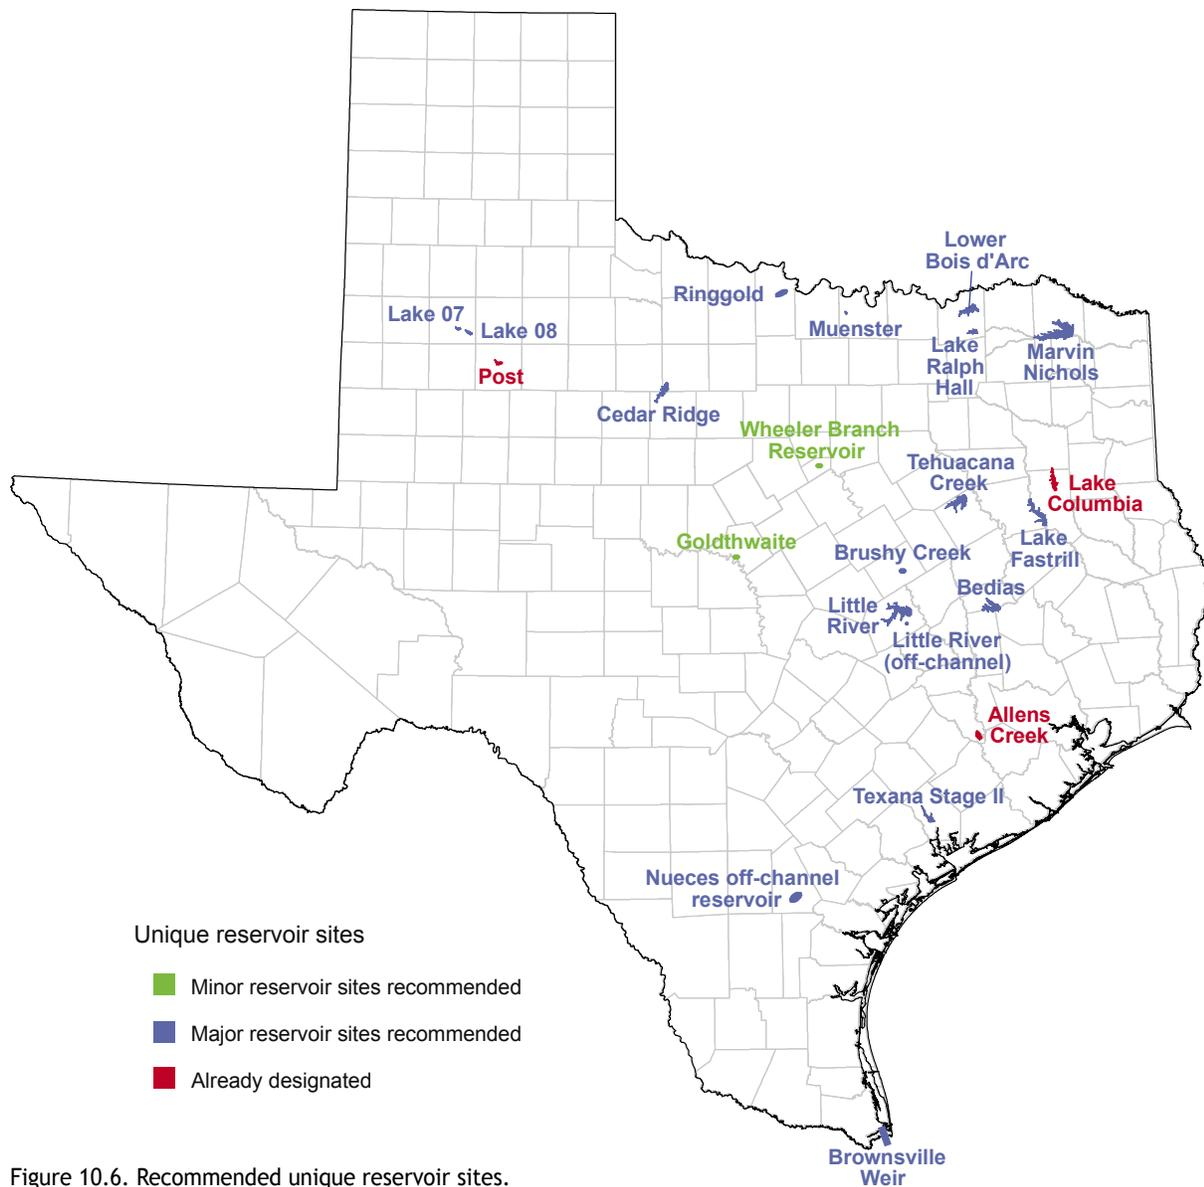 Lower
Bois d'Arc
Ringgold
Lake 07
Lake 08
Muenster
Lake
Ralph
Hall
Marvin
Nichols
Post
Cedar Ridge
Wheeler Branch
Reservoir
Tehuacana
Creek
Lake
Columbia
Goldthwaite
Brushy Creek
Lake
Fastrill
Bedias
Little
River
Little River
(off-channel)
Allens
Creek
Texana Stage II
Nueces off-channel
reservoir
Unique reservoir sites
Minor reservoir sites recommended
Major reservoir sites recommended
Already designated
Brownsville
Weir
Figure 10.6. Recommended unique reservoir sites.